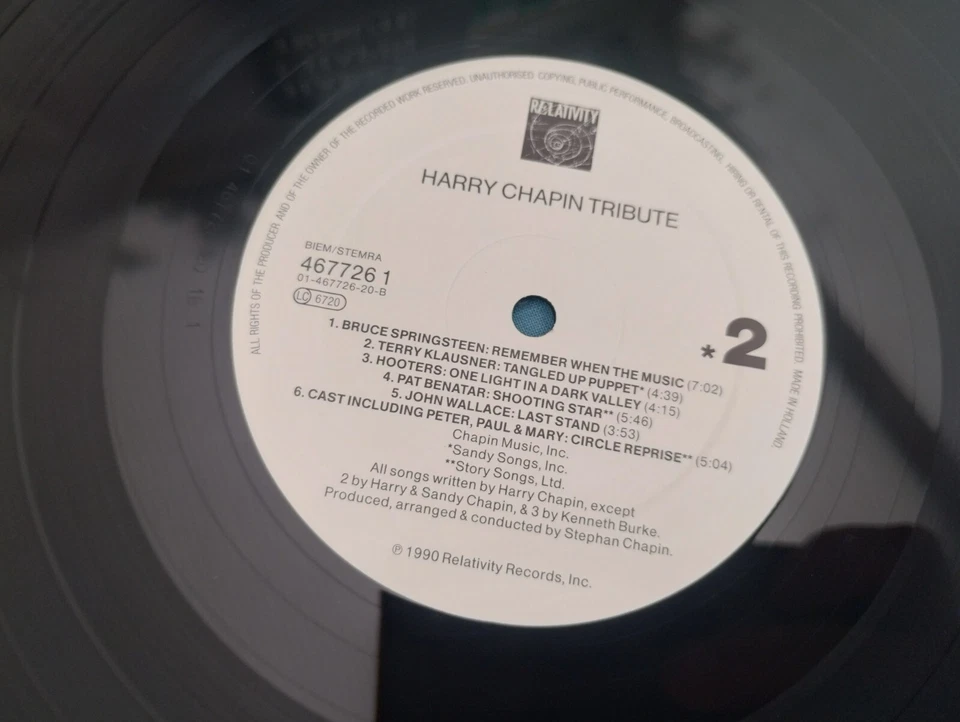 ALL RIGHTS OF THE PRODUCER AND OF THE OWNER OF THE RECORDED WORK RESERVED. UNAUTHORISED COPYING, PUBLIC PERFORMANCE, BROADCASTING, HIRING OR RENTAL OF THIS RECORDING PROHIBITED. MADE IN HOLLAND.
RELATIVITY
HARRY CHAPIN TRIBUTE
BIEM/STEMRA
467726 1
01-467726-20-B
LC 6720
*2
1. BRUCE SPRINGSTEEN: REMEMBER WHEN THE MUSIC (7:02)
2. TERRY KLAUSNER: TANGLED UP PUPPET* (4:39)
3. HOOTERS: ONE LIGHT IN A DARK VALLEY (4:15)
4. PAT BENATAR: SHOOTING STAR** (5:46)
5. JOHN WALLACE: LAST STAND (3:53)
6. CAST INCLUDING PETER, PAUL & MARY: CIRCLE REPRISE** (5:04)
Chapin Music, Inc.
*Sandy Songs, Inc.
**Story Songs, Ltd.
All songs written by Harry Chapin, except
2 by Harry & Sandy Chapin, & 3 by Kenneth Burke.
Produced, arranged & conducted by Stephan Chapin.
℗ 1990 Relativity Records, Inc.